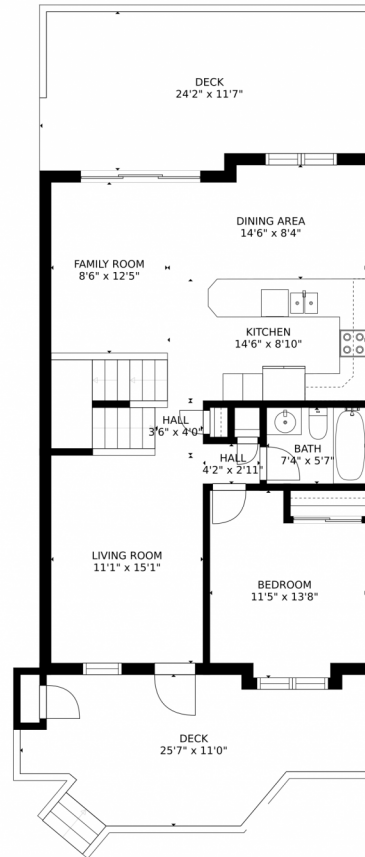 DECK
24'2" x 11'7"
DINING AREA
14'6" x 8'4"
FAMILY ROOM
8'6" x 12'5"
KITCHEN
14'6" x 8'10"
HALL
3'6" x 4'0"
HALL
4'2" x 2'11"
BATH
7'4" x 5'7"
LIVING ROOM
11'1" x 15'1"
BEDROOM
11'5" x 13'8"
DECK
25'7" x 11'0"